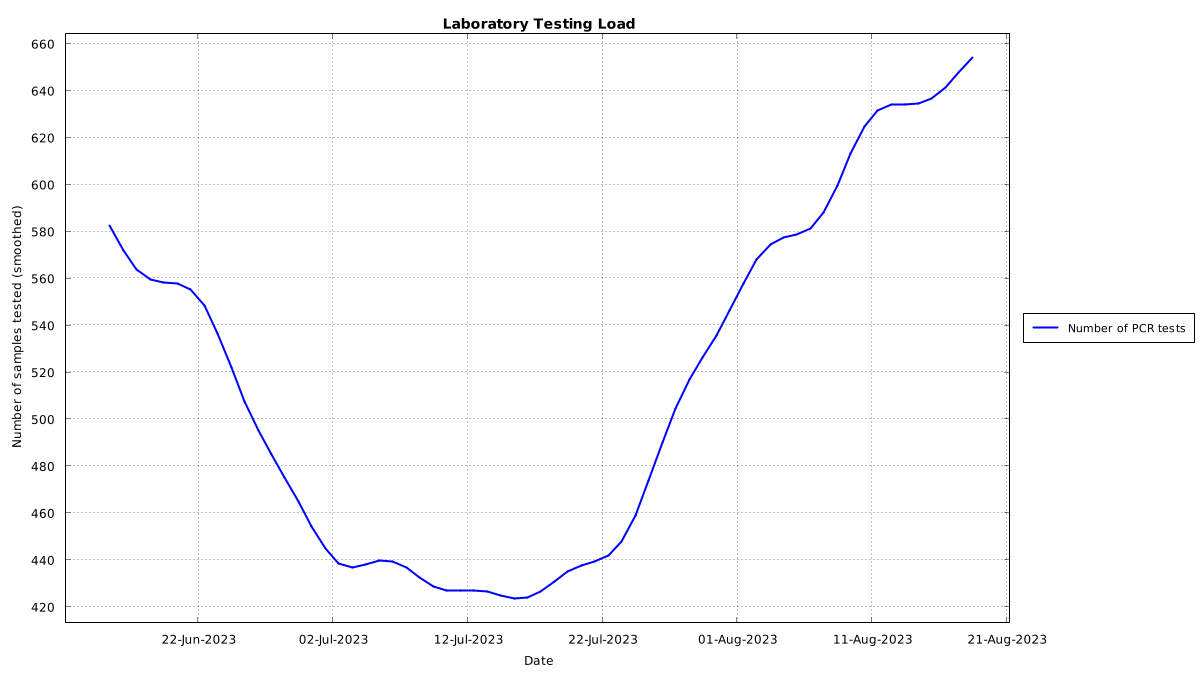 Laboratory Testing Load
Number of samples tested (smoothed)
660
640
620
600
580
560
540
520
500
480
460
440
420
22-Jun-2023
02-Jul-2023
12-Jul-2023
22-Jul-2023
01-Aug-2023
11-Aug-2023
21-Aug-2023
Date
Number of PCR tests